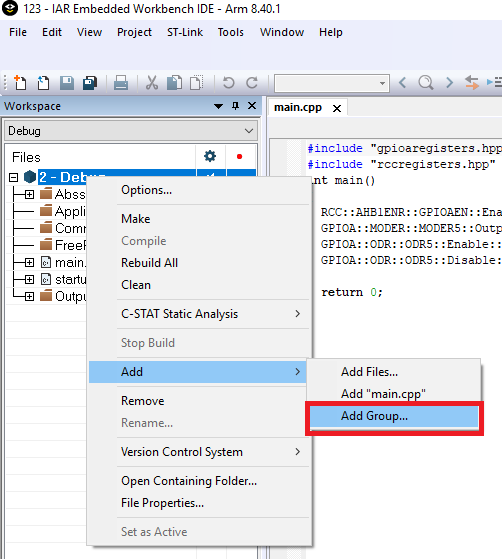 123 - IAR Embedded Workbench IDE - Arm 8.40.1
File Edit View Project ST-Link Tools Window Help
Workspace
main.cpp
Debug
Files
2 - Debug
Abss
Appli
Com
FreeR
main.
startu
Outpu
#include "gpioaregisters.hpp
#include "rccregisters.hpp"
nt main()
RCC::AHB1ENR::GPIOAEN::Ena
GPIOA::MODER::MODER5::Outp
GPIOA::ODR::ODR5::Enable::
GPIOA::ODR::ODR5::Disable:
return 0;
Options...
Make
Compile
Rebuild All
Clean
C-STAT Static Analysis
Stop Build
Add
Remove
Rename...
Version Control System
Open Containing Folder...
File Properties...
Set as Active
Add Files...
Add "main.cpp"
Add Group...